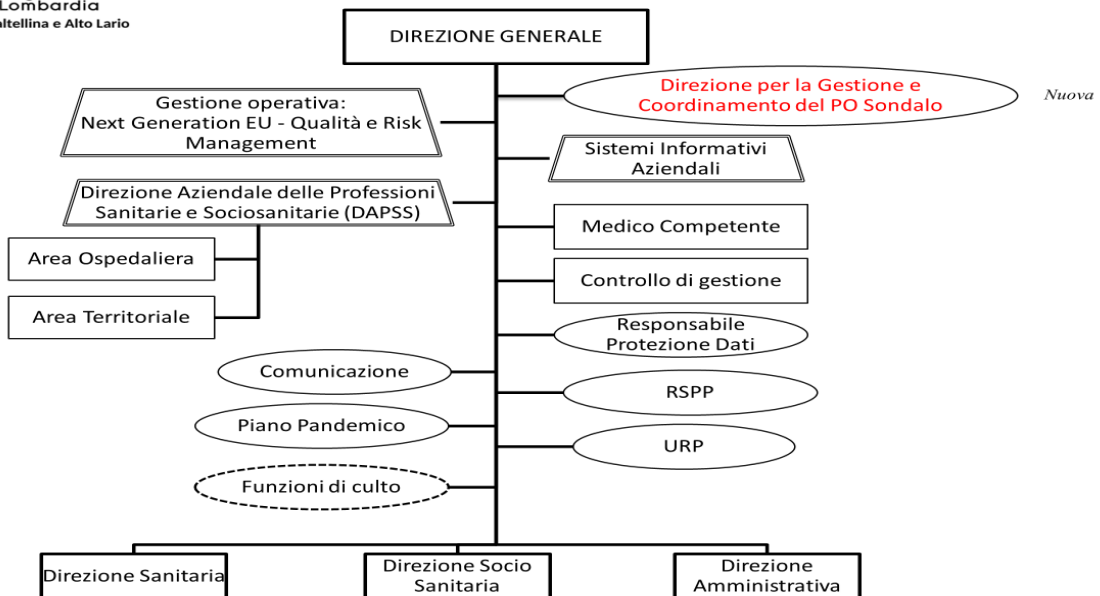 Lombardia
altellina e Alto Lario
DIREZIONE GENERALE
Direzione per la Gestione e
Coordinamento del PO Sondalo
Nuova
Gestione operativa:
Next Generation EU - Qualità e Risk
Management
Sistemi Informativi
Aziendali
Direzione Aziendale delle Professioni
Sanitarie e Sociosanitarie (DAPSS)
Medico Competente
Area Ospedaliera
Controllo di gestione
Area Territoriale
Responsabile
Protezione Dati
Comunicazione
RSPP
Piano Pandemico
URP
Funzioni di culto
Direzione Sanitaria
Direzione Socio
Sanitaria
Direzione
Amministrativa